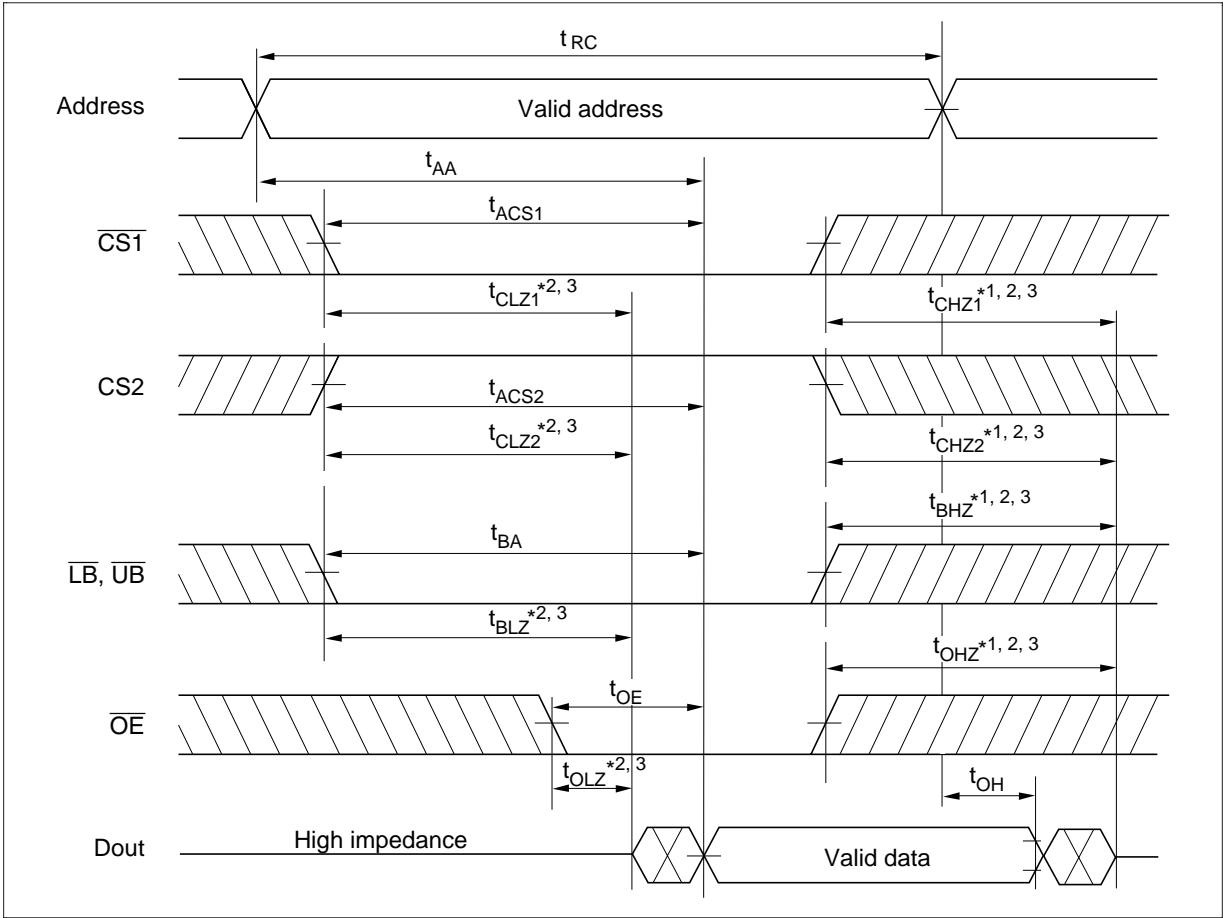 t RC
Address
Valid address
tAA
tACS1
CS1
tCLZ1*2, 3
tCHZ1*1, 2, 3
CS2
tACS2
tCLZ2*2, 3
tCHZ2*1, 2, 3
tBHZ*1, 2, 3
tBA
LB, UB
tBLZ*2, 3
tOHZ*1, 2, 3
tOE
OE
tOLZ*2, 3
tOH
Dout
High impedance
Valid data